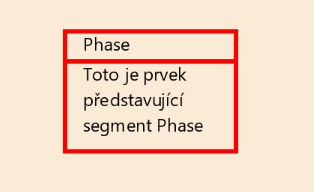 Phase
Toto je prvek
představující
segment Phase